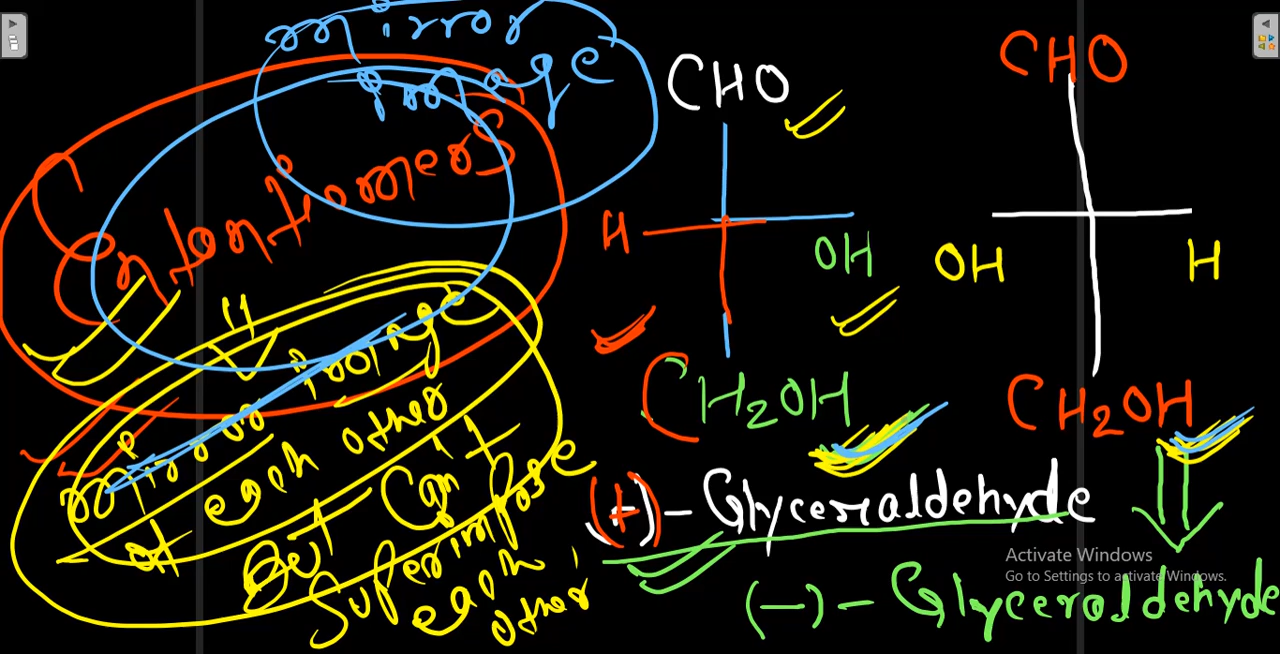 mirror
image
Enantiomers
mirror image
of each other
But Can't
Superimpose
each
other
CHO
H
OH
CH2OH
(+)-Glyceraldehyde
CHO
OH
H
CH2OH
Activate Windows
Go to Settings to activate Windows.
(-)-Glyceraldehyde